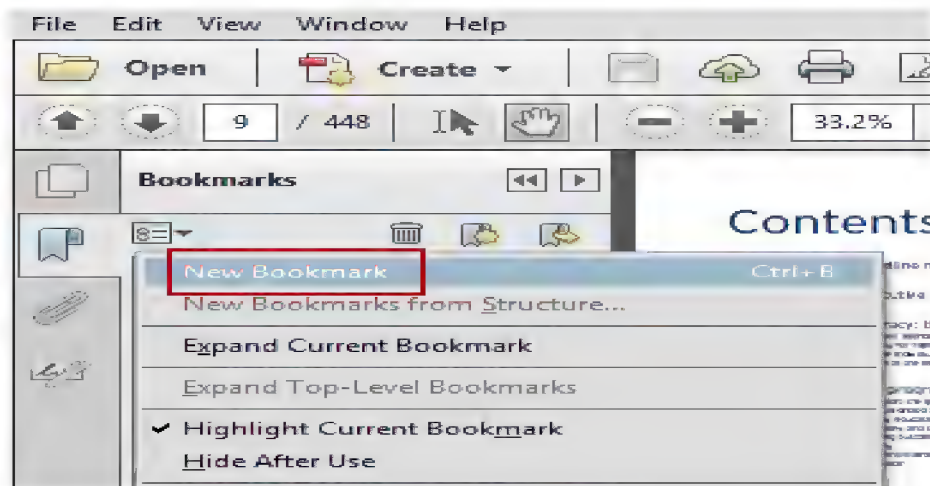 File Edit View Window Help
Open Create
9 / 448 33.2%
Bookmarks
Contents
New Bookmark Ctrl+B
New Bookmarks from Structure...
Expand Current Bookmark
Expand Top-Level Bookmarks
Highlight Current Bookmark
Hide After Use